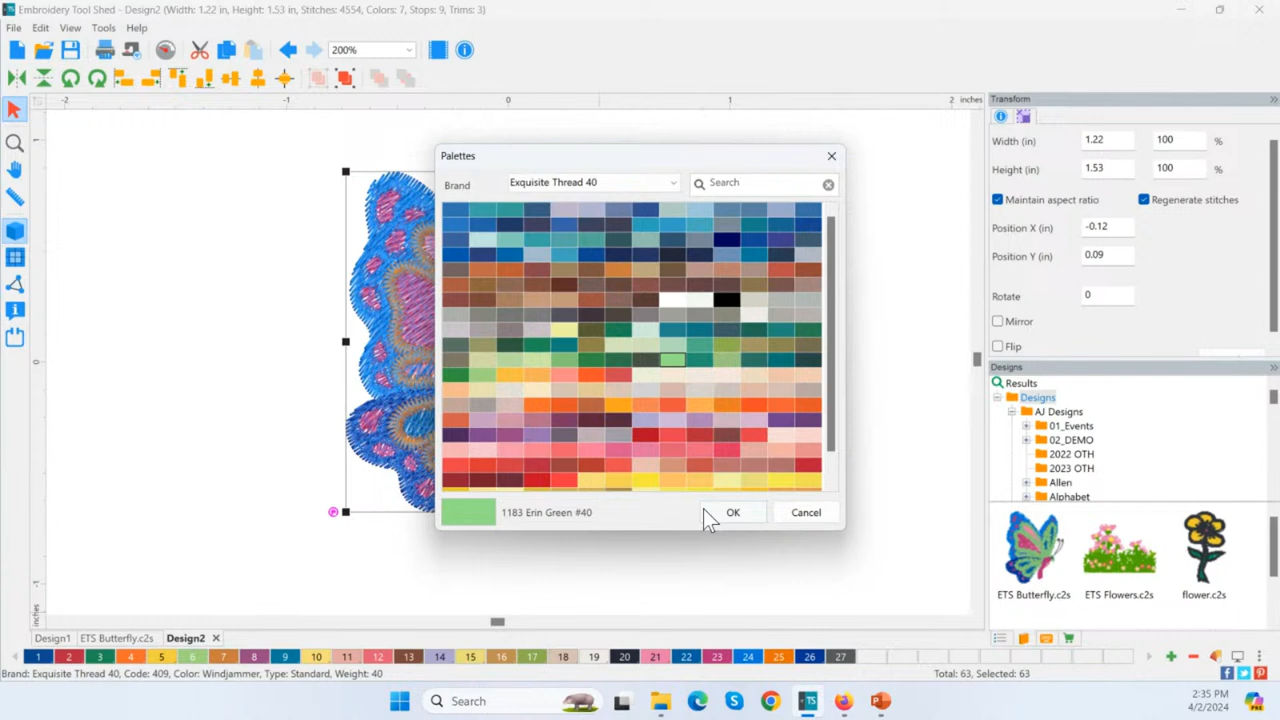 Embroidery Tool Shed - Design2 (Width: 1.22 in, Height: 1.53 in, Stitches: 4554, Colors: 7, Stops: 9, Trims: 3)
File Edit View Tools Help
200%
-2 -1 0 1 2 inches
Transform
Width (in) 1.22 100 %
Height (in) 1.53 100 %
Maintain aspect ratio Regenerate stitches
Position X (in) -0.12
Position Y (in) 0.09
Rotate 0
Mirror
Flip
1
0
-1
inches
Palettes
Brand Exquisite Thread 40 Search
1183 Erin Green #40 OK Cancel
Designs
Results
Designs
AJ Designs
01_Events
02_DEMO
2022 OTH
2023 OTH
Allen
Alphabet
ETS Butterfly.c2s ETS Flowers.c2s flower.c2s
Design1 ETS Butterfly.c2s Design2
1 2 3 4 5 6 7 8 9 10 11 12 13 14 15 16 17 18 19 20 21 22 23 24 25 26 27
Brand: Exquisite Thread 40, Code: 409, Color: Windjammer, Type: Standard, Weight: 40 Total: 63, Selected: 63
Search
2:35 PM
4/2/2024